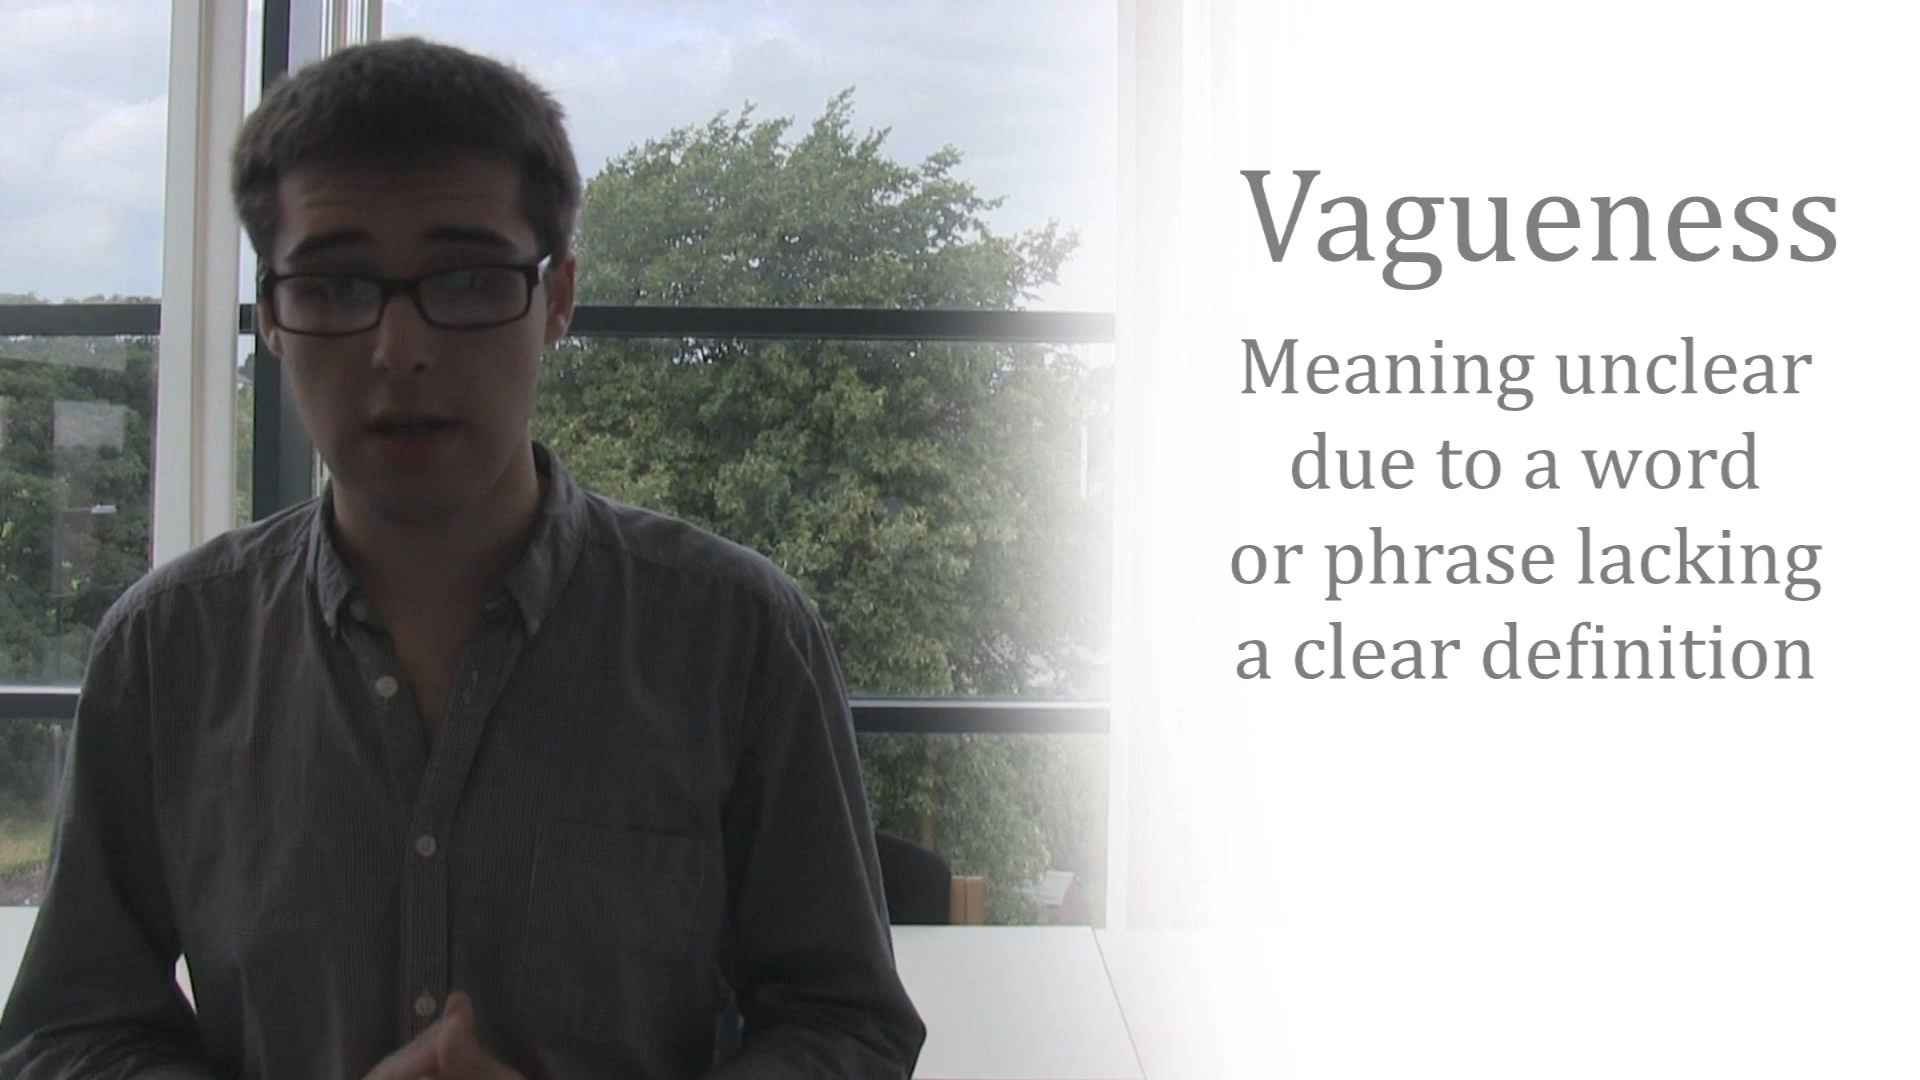 Vagueness
Meaning unclear
due to a word
or phrase lacking
a clear definition